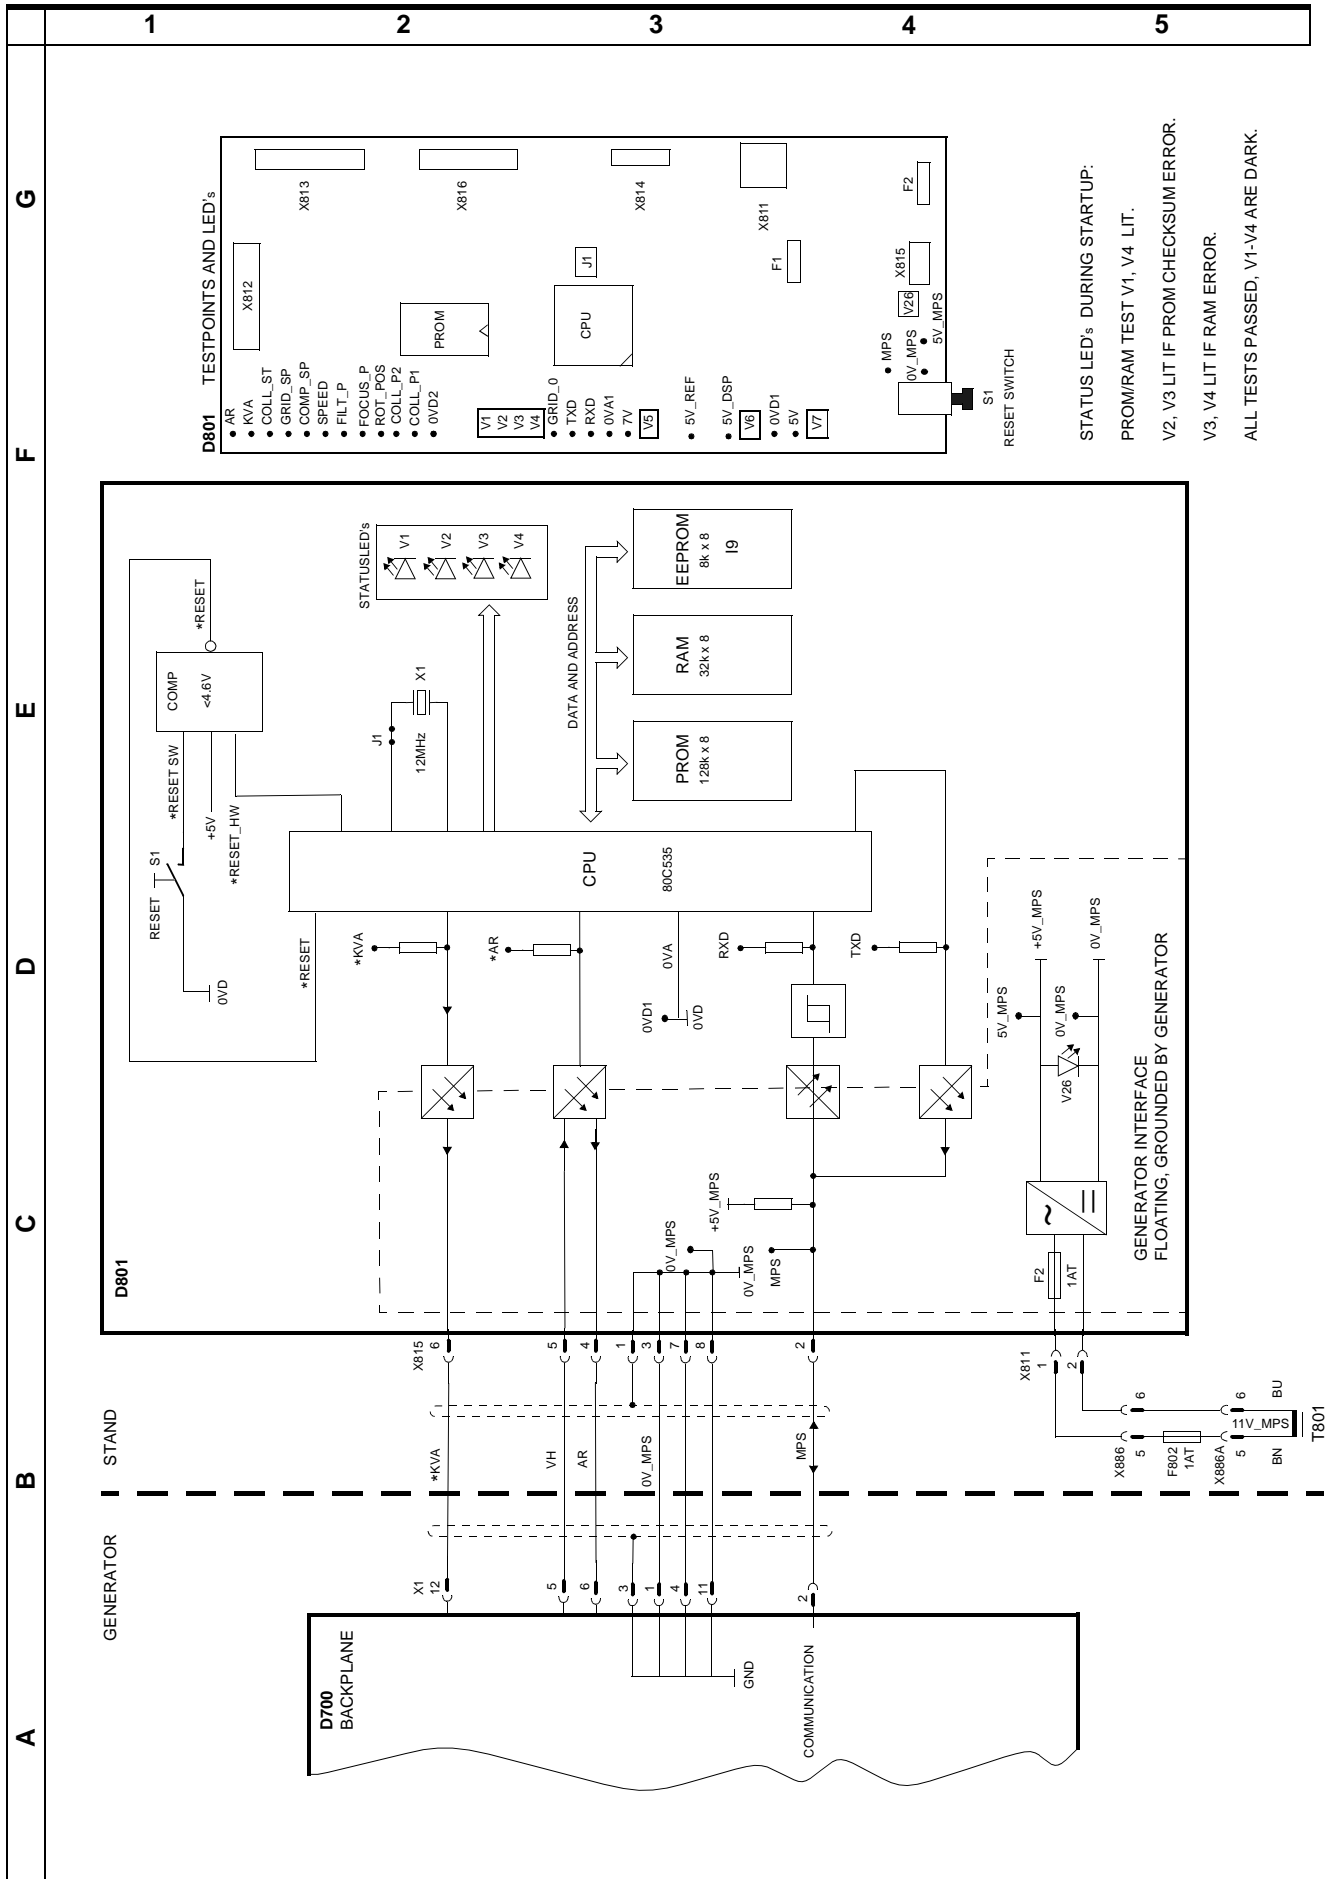 1
2
3
4
5
A
B
C
D
E
F
G
D801 TESTPOINTS AND LED's
AR
KVA
COLL_ST
GRID_SP
COMP_SP
SPEED
FILT_P
FOCUS_P
ROT_POS
COLL_P2
COLL_P1
0VD2
V1
V2
V3
V4
GRID_0
TXD
RXD
0VA1
7V
V5
5V_REF
5V_DSP
V6
0VD1
5V
V7
X812
X813
X816
X814
X811
PROM
CPU
J1
F1
F2
X815
V26
MPS
0V_MPS
5V_MPS
S1
RESET SWITCH
STATUS LED's DURING STARTUP:
PROM/RAM TEST V1, V4 LIT.
V2, V3 LIT IF PROM CHECKSUM ERROR.
V3, V4 LIT IF RAM ERROR.
ALL TESTS PASSED, V1-V4 ARE DARK.
D801
COMP
<4.6V
*RESET
*RESET SW
+5V
*RESET_HW
RESET
S1
0VD
*RESET
STATUSLED's
V1
V2
V3
V4
J1
12MHz
X1
DATA AND ADDRESS
PROM
128k x 8
RAM
32k x 8
EEPROM
8k x 8
I9
CPU
80C535
*KVA
*AR
0VA
0VD1
0VD
RXD
TXD
5V_MPS
+5V_MPS
0V_MPS
0V_MPS
V26
GENERATOR INTERFACE
FLOATING, GROUNDED BY GENERATOR
+5V_MPS
0V_MPS
0V_MPS
MPS
F2
1AT
X815
6
5
4
1
3
7
8
2
X811
1
2
STAND
*KVA
VH
AR
0V_MPS
MPS
X886
5
6
F802
1AT
X886A
5
6
11V_MPS
BN
BU
T801
GENERATOR
X1
12
5
6
3
1
4
11
2
D700
BACKPLANE
GND
COMMUNICATION